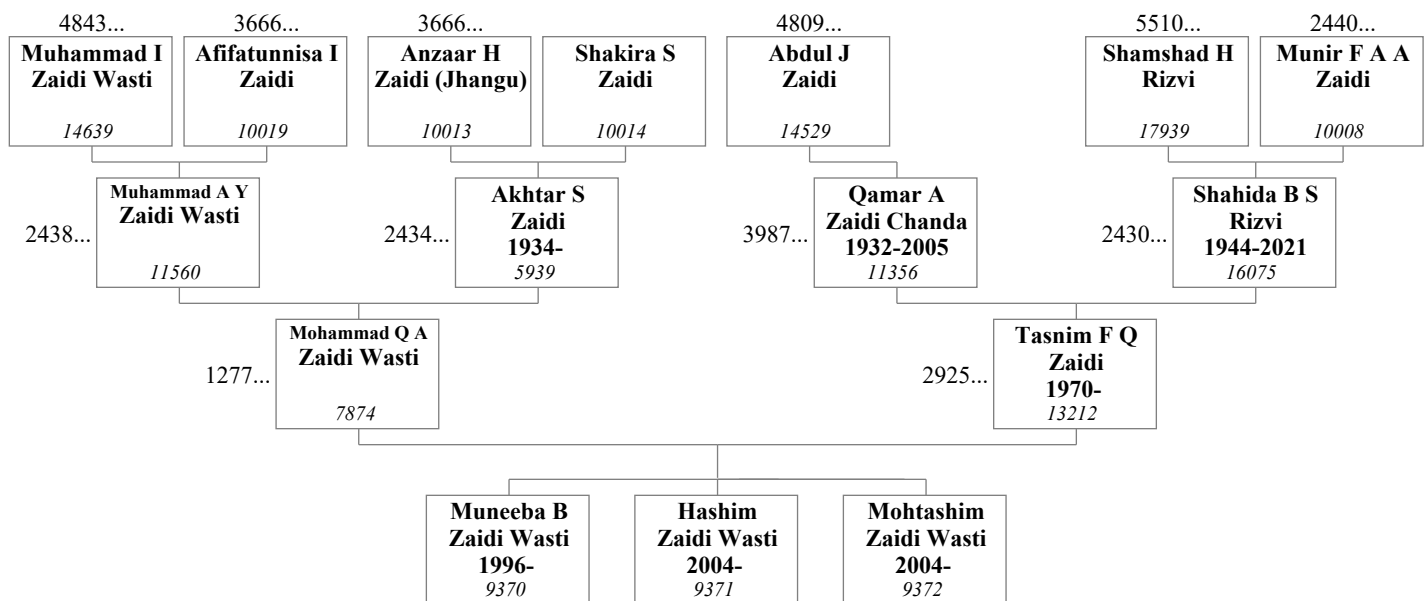 4843...
3666...
3666...
4809...
5510...
2440...
Muhammad I
Zaidi Wasti
14639
Afifatunnisa I
Zaidi
10019
Anzaar H
Zaidi (Jhangu)
10013
Shakira S
Zaidi
10014
Abdul J
Zaidi
14529
Shamshad H
Rizvi
17939
Munir F A A
Zaidi
10008
2438...
Muhammad A Y
Zaidi Wasti
11560
2434...
Akhtar S
Zaidi
1934-
5939
3987...
Qamar A
Zaidi Chanda
1932-2005
11356
2430...
Shahida B S
Rizvi
1944-2021
16075
1277...
Mohammad Q A
Zaidi Wasti
7874
2925...
Tasnim F Q
Zaidi
1970-
13212
Muneeba B
Zaidi Wasti
1996-
9370
Hashim
Zaidi Wasti
2004-
9371
Mohtashim
Zaidi Wasti
2004-
9372